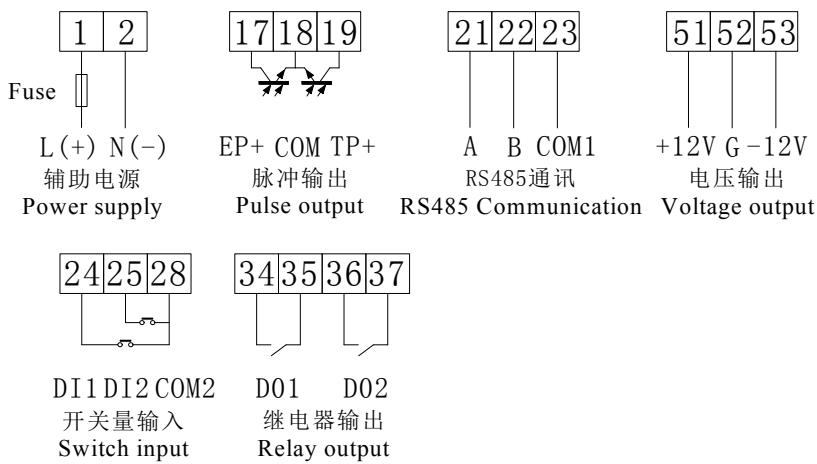 1 2
17 18 19
21 22 23
51 52 53
Fuse
L(+) N(-)
EP+ COM TP+
A B COM1
+12V G -12V
辅助电源
脉冲输出
RS485通讯
电压输出
Power supply
Pulse output
RS485 Communication
Voltage output
24 25 28
34 35 36 37
DI1 DI2 COM2
DO1 DO2
开关量输入
继电器输出
Switch input
Relay output